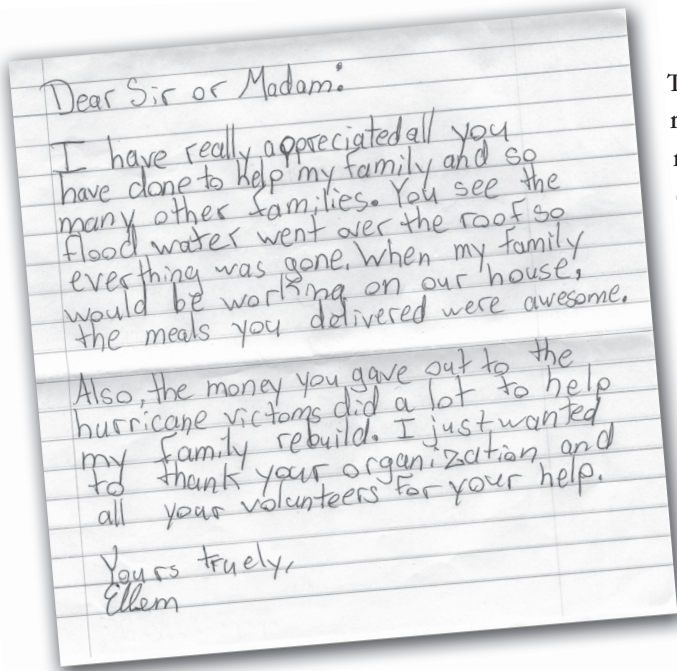 Dear Sir or Madam:
I have really appreciated all you
have done to help my family and so
many other families. You see the
flood water went over the roof so
everthing was gone. When my family
would be working on our house,
the meals you delivered were awesome.
Also, the money you gave out to the
hurricane victoms did a lot to help
my family rebuild. I just wanted
to thank your organization and
all your volunteers for your help.
Yours truely,
Ellem